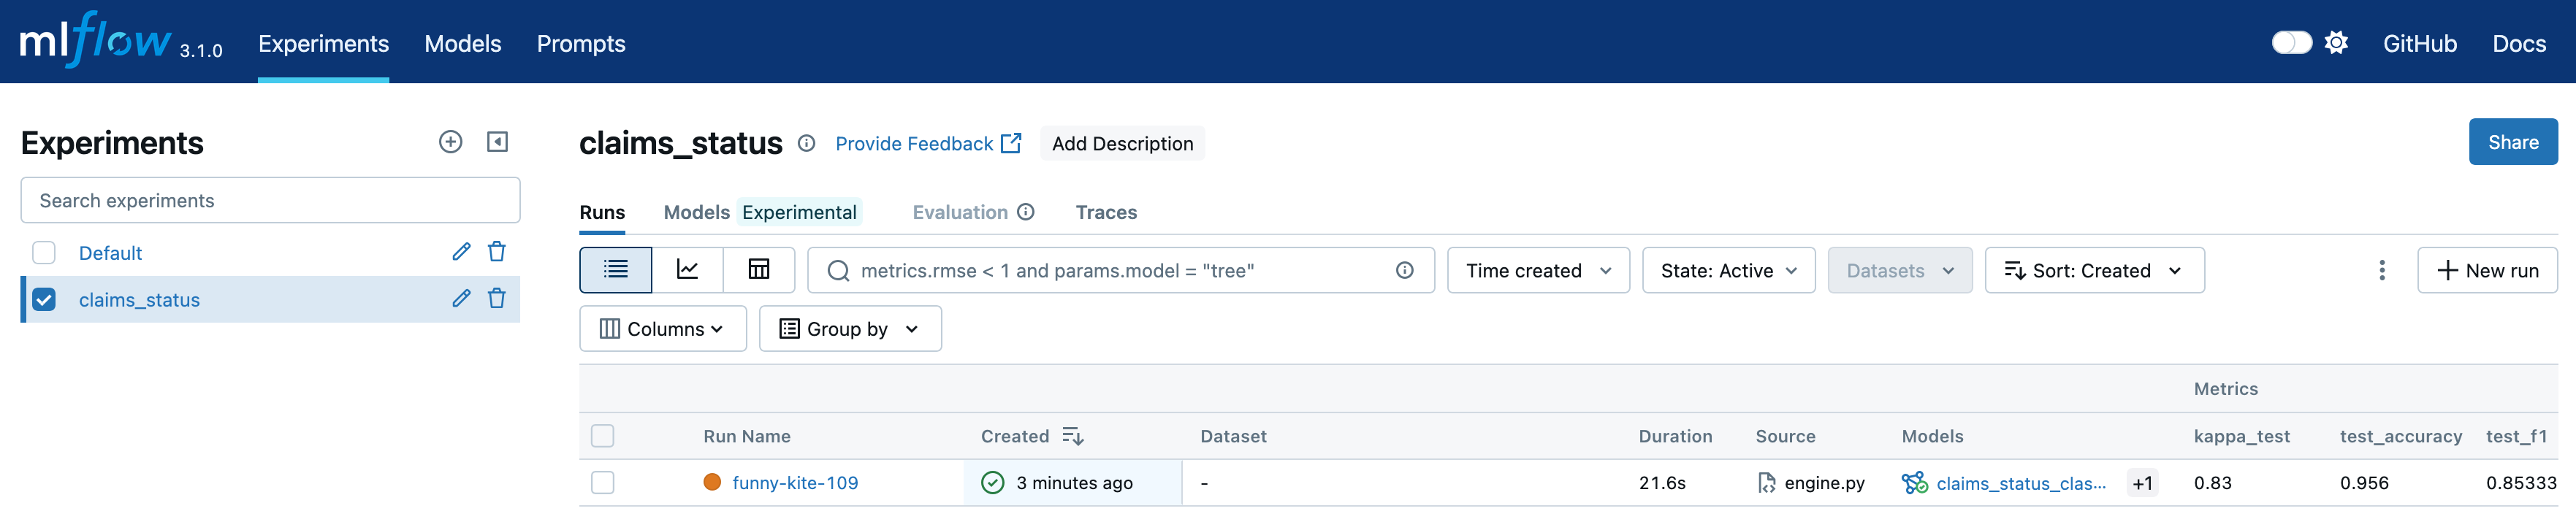 mlflow 3.1.0 Experiments Models Prompts GitHub Docs
Experiments
Search experiments
Default
claims_status
claims_status Provide Feedback Add Description Share
Runs Models Experimental Evaluation Traces
metrics.rmse < 1 and params.model = "tree" Time created State: Active Datasets Sort: Created New run
Columns Group by
Metrics
Run Name Created Dataset Duration Source Models kappa_test test_accuracy test_f1
funny-kite-109 3 minutes ago - 21.6s engine.py claims_status_clas... +1 0.83 0.956 0.85333